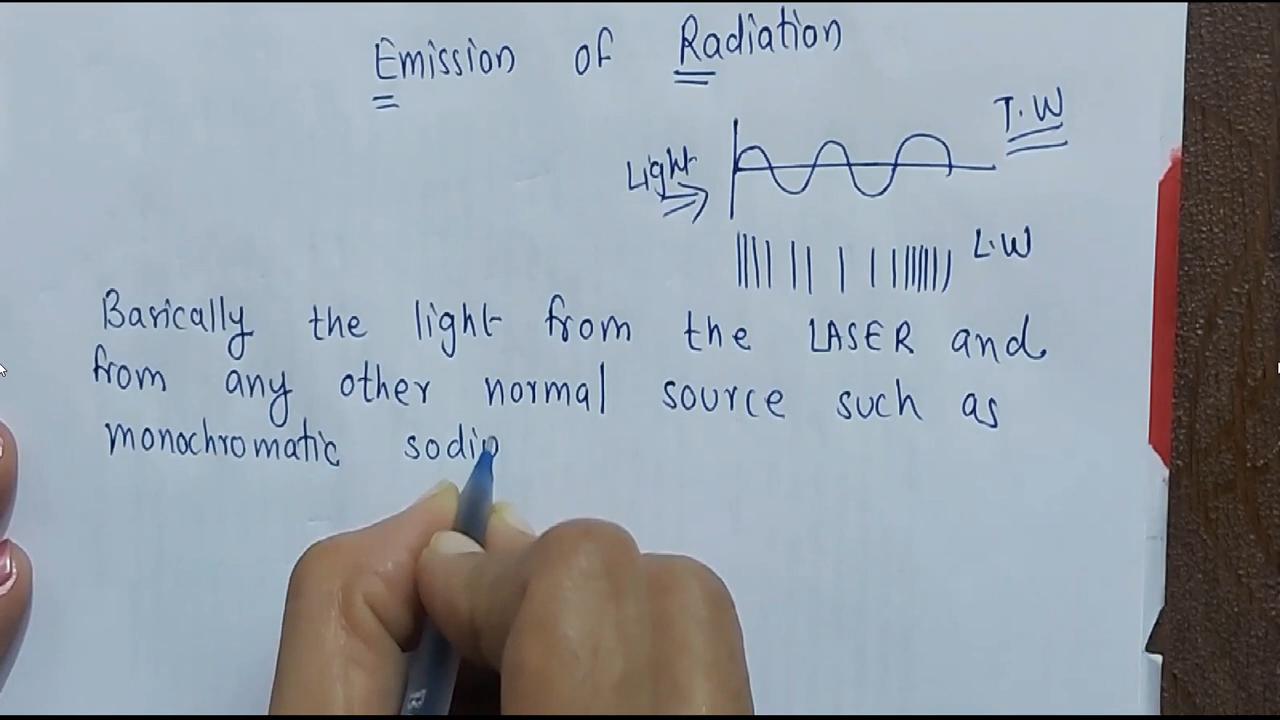 Emission of Radiation
T.W
Light
L.W
Basically the light from the LASER and
from any other normal source such as
monochromatic